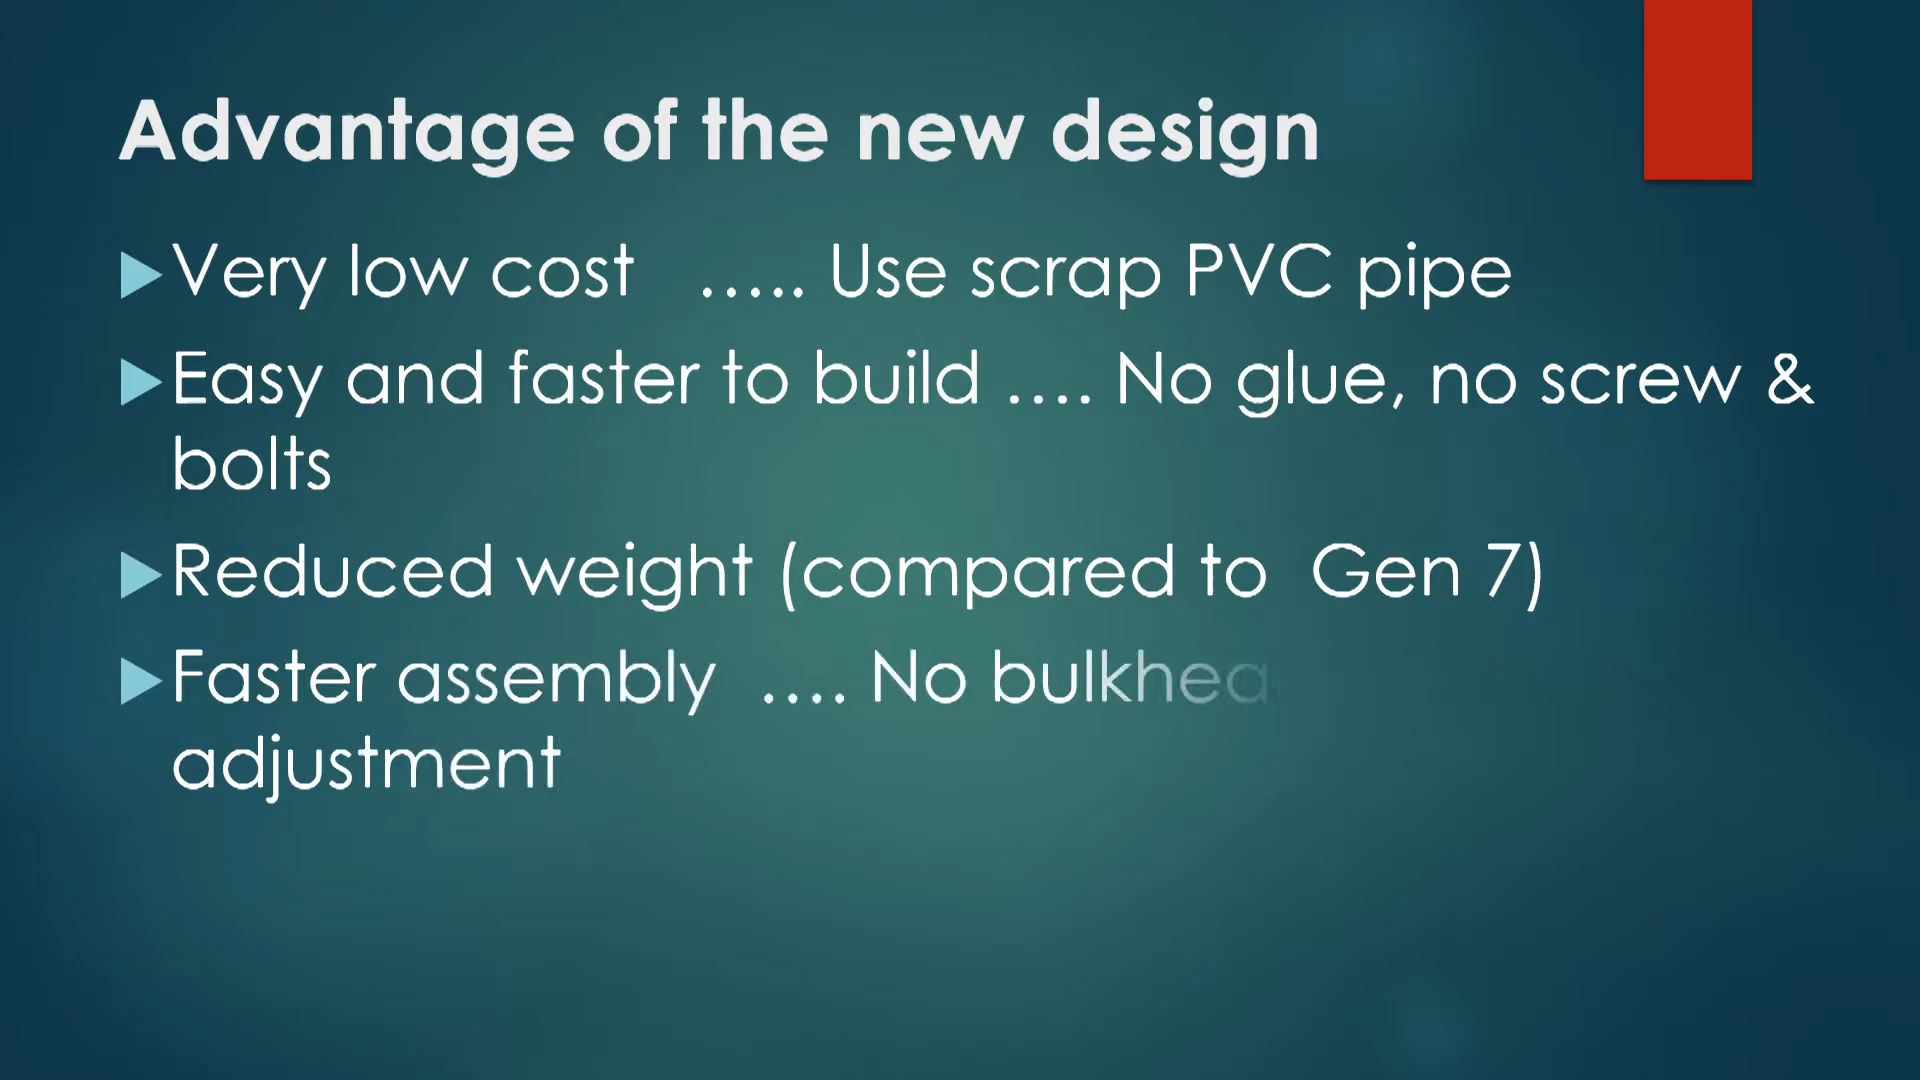 Advantage of the new design
Very low cost ..... Use scrap PVC pipe
Easy and faster to build .... No glue, no screw &
bolts
Reduced weight (compared to Gen 7)
Faster assembly .... No bulkhea
adjustment